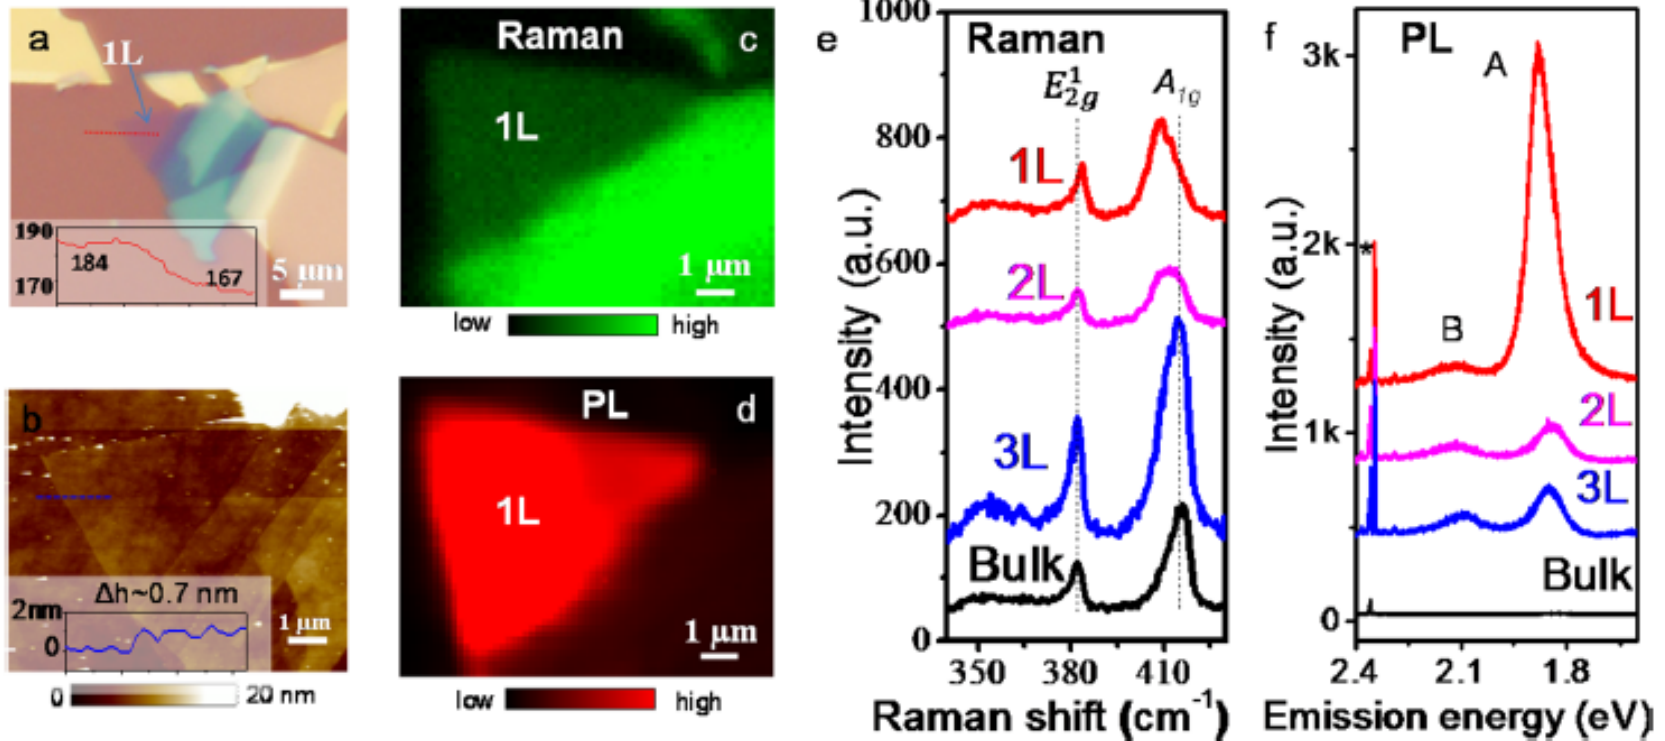 a
1L
190
184
167
170
5 μm
b
Δh~0.7 nm
2nm
0
1 μm
0
20 nm
Raman
c
1L
1 μm
low
high
PL
d
1L
1 μm
low
high
e
Raman
E¹₂g
A₁g
1L
2L
3L
Bulk
1000
800
600
400
200
0
350
380
410
Intensity (a.u.)
Raman shift (cm⁻¹)
f
PL
A
B
*
1L
2L
3L
Bulk
3k
2k
1k
0
2.4
2.1
1.8
Intensity (a.u.)
Emission energy (eV)